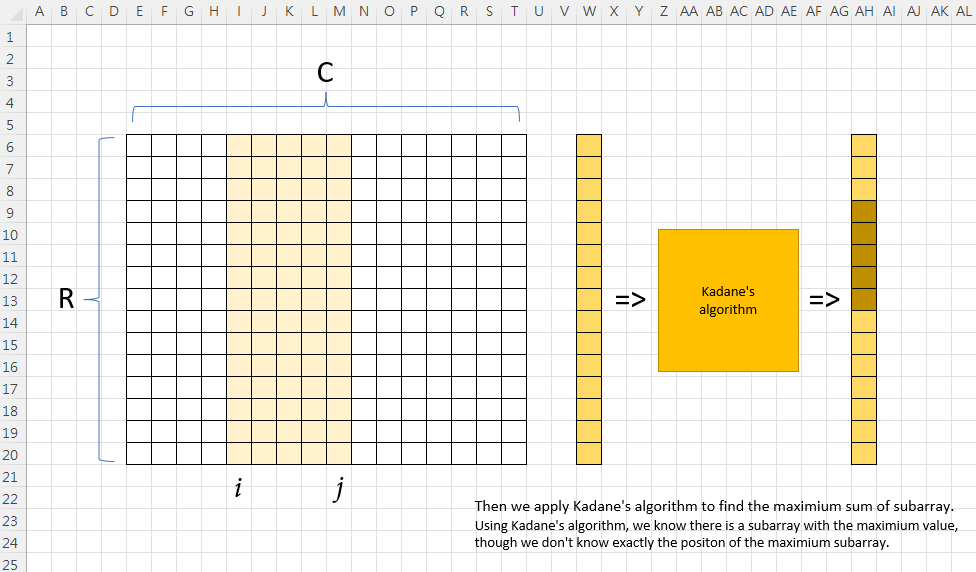 A B C D E F G H I J K L M N O P Q R S T U V W X Y Z AA AB AC AD AE AF AG AH AI AJ AK AL
1
2
3
C
4
5
6
7
8
9
10
11
12
R
=>
Kadane's
algorithm
=>
13
14
15
16
17
18
19
20
21
i
j
22
Then we apply Kadane's algorithm to find the maximium sum of subarray.
23
Using Kadane's algorithm, we know there is a subarray with the maximium value,
24
though we don't know exactly the positon of the maximium subarray.
25